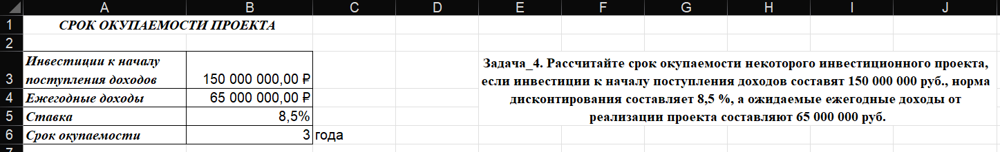 A B C D E F G H I J
1 СРОК ОКУПАЕМОСТИ ПРОЕКТА
2
Инвестиции к началу
3 поступления доходов 150 000 000,00 ₽
4 Ежегодные доходы 65 000 000,00 ₽
5 Ставка 8,5%
6 Срок окупаемости 3 года
Задача_4. Рассчитайте срок окупаемости некоторого инвестиционного проекта,
если инвестиции к началу поступления доходов составят 150 000 000 руб., норма
дисконтирования составляет 8,5 %, а ожидаемые ежегодные доходы от
реализации проекта составляют 65 000 000 руб.